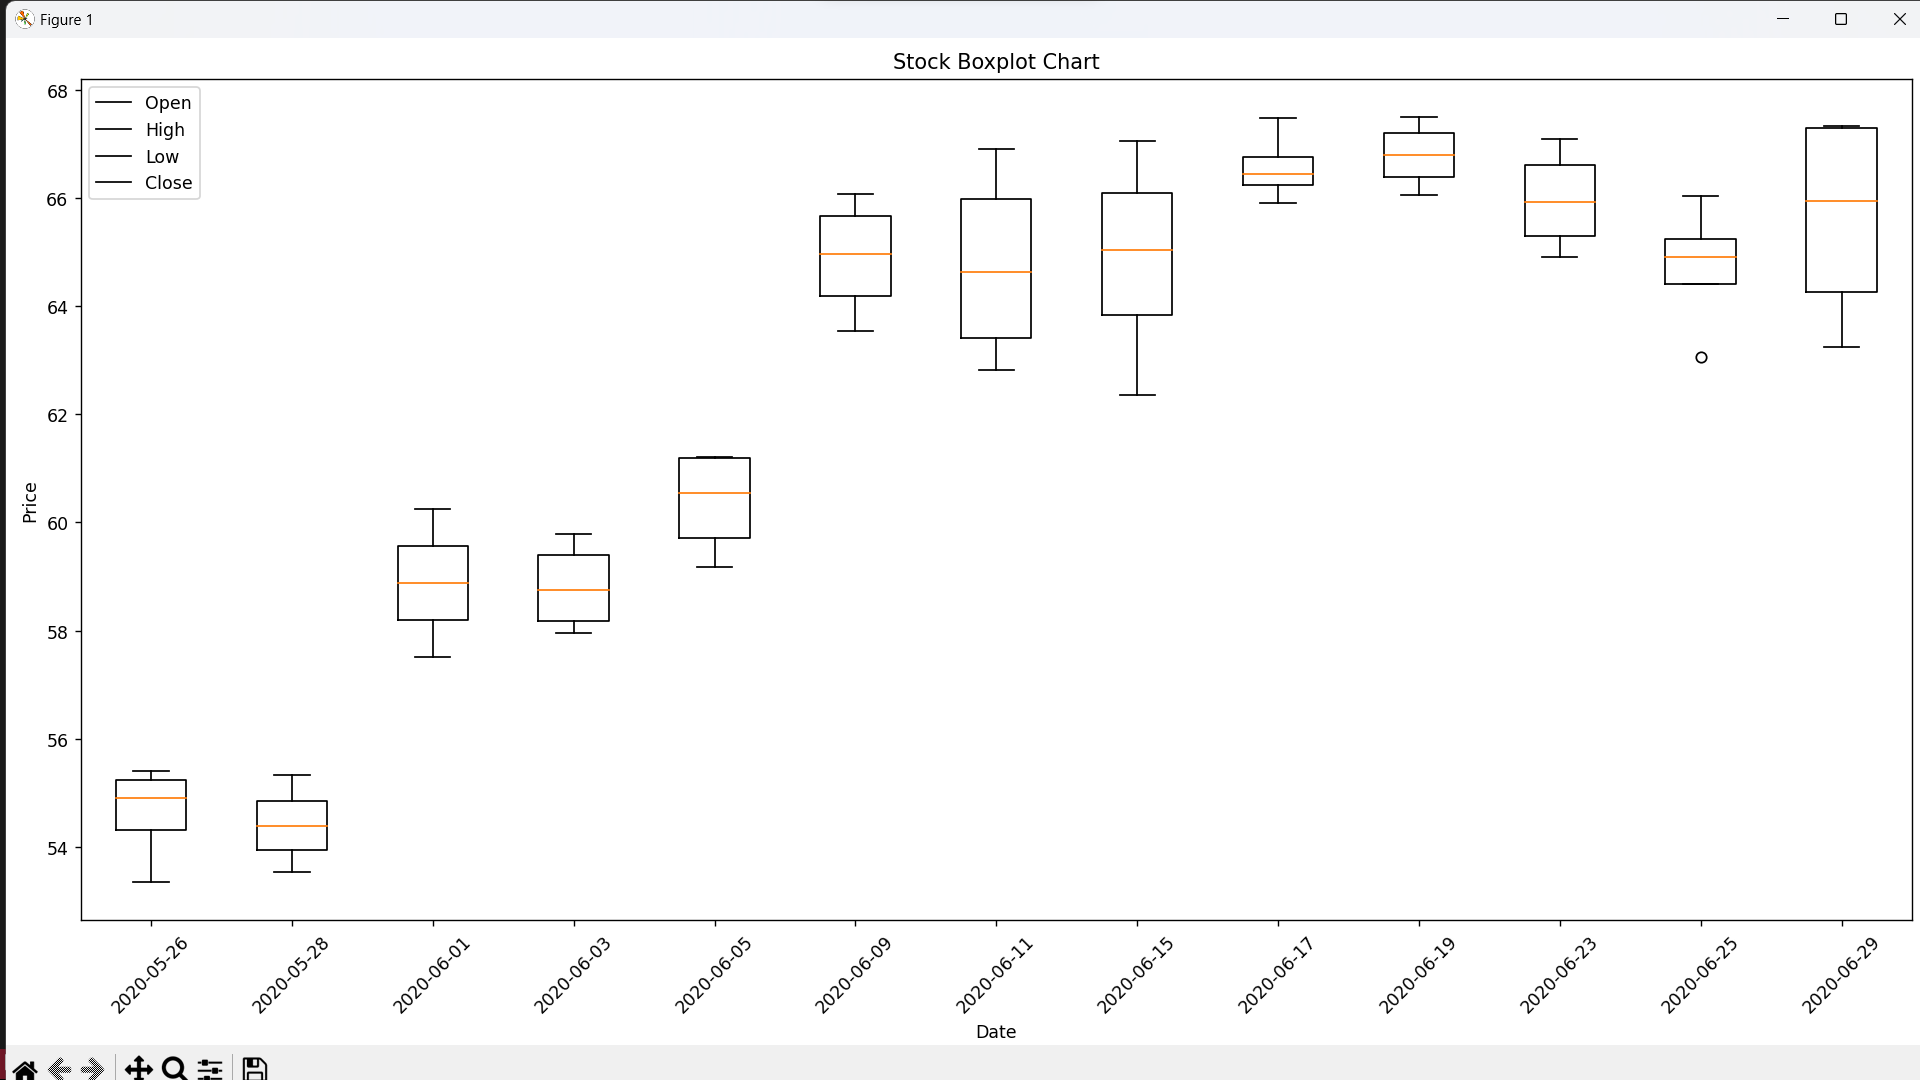 Figure 1
Stock Boxplot Chart
Open
High
Low
Close
68
66
64
62
60
58
56
54
Price
2020-05-26
2020-05-28
2020-06-01
2020-06-03
2020-06-05
2020-06-09
2020-06-11
2020-06-15
2020-06-17
2020-06-19
2020-06-23
2020-06-25
2020-06-29
Date